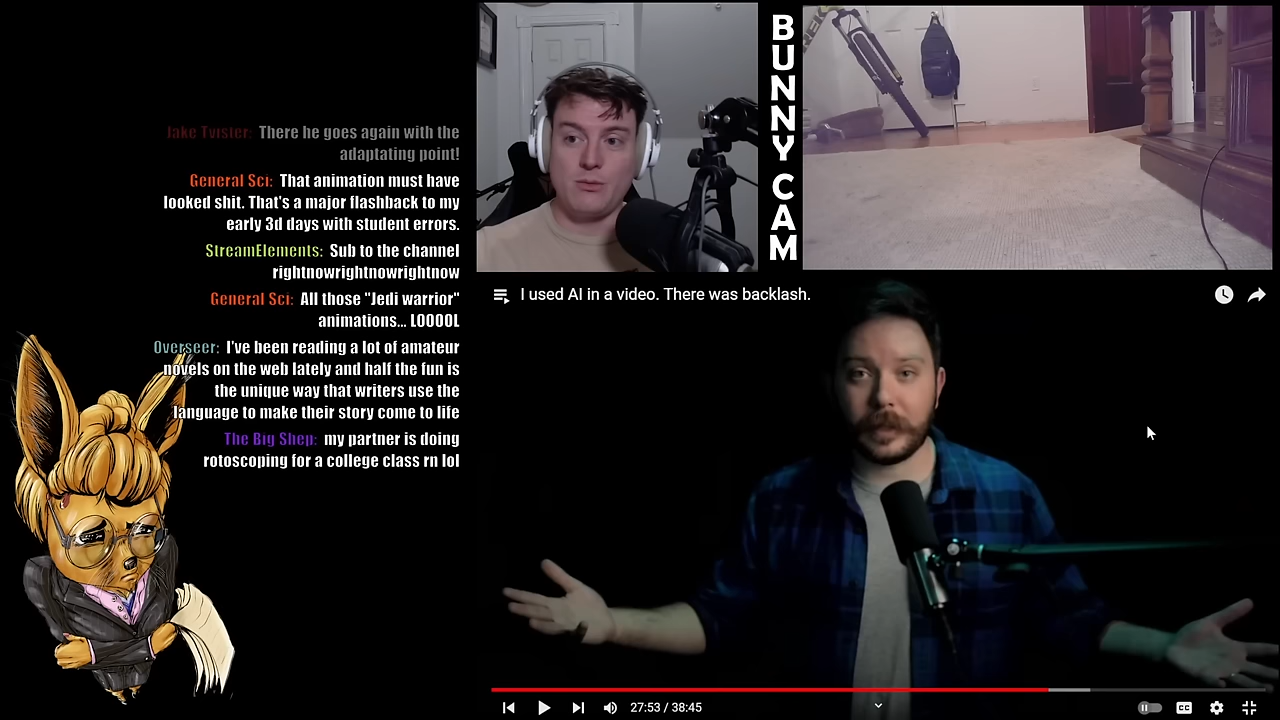 Jake Tvister: There he goes again with the
adaptating point!
General Sci: That animation must have
looked shit. That's a major flashback to my
early 3d days with student errors.
StreamElements: Sub to the channel
rightnowrightnowrightnow
General Sci: All those "Jedi warrior"
animations... LOOOOL
Overseer: I've been reading a lot of amateur
novels on the web lately and half the fun is
the unique way that writers use the
language to make their story come to life
The Big Shep: my partner is doing
rotoscoping for a college class rn lol
BUNNY CAM
I used AI in a video. There was backlash.
27:53 / 38:45
CC